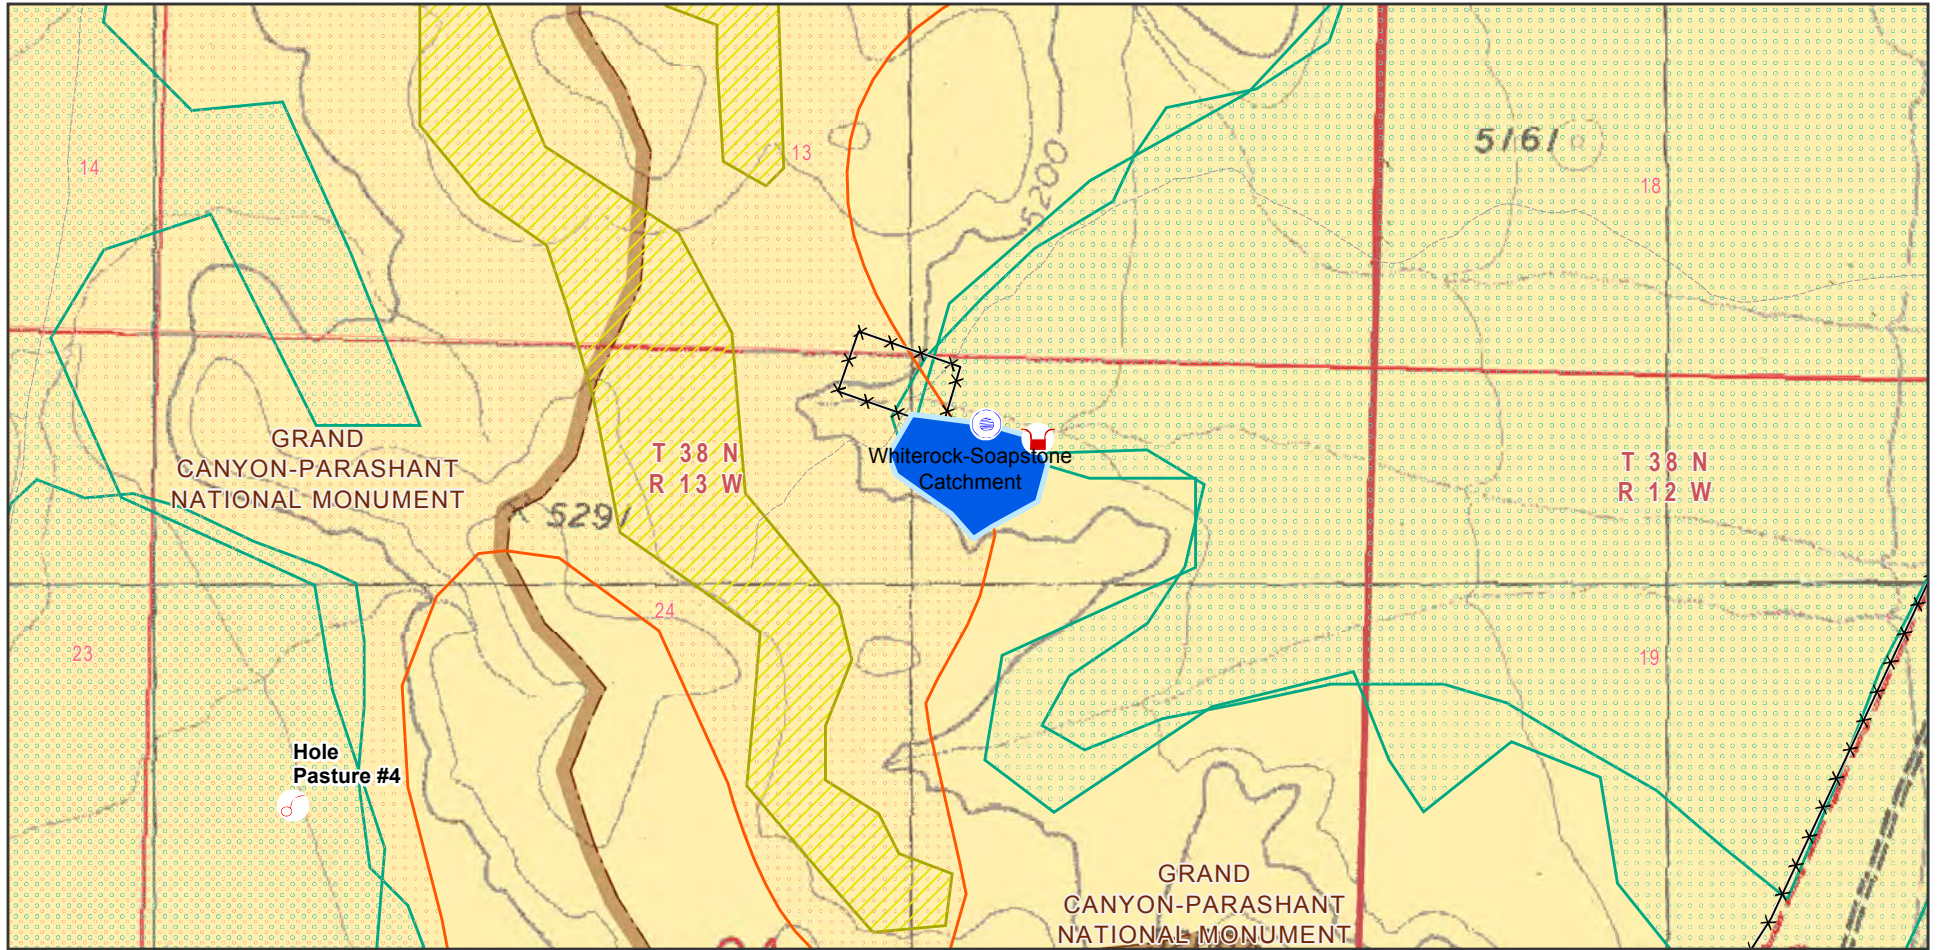 13
5161
14
18
5200
GRAND
CANYON-PARASHANT
NATIONAL MONUMENT
T 38 N
R 13 W
Whiterock-Soapstone
Catchment
T 38 N
R 12 W
5291
24
23
19
Hole
Pasture #4
GRAND
CANYON-PARASHANT
NATIONAL MONUMENT